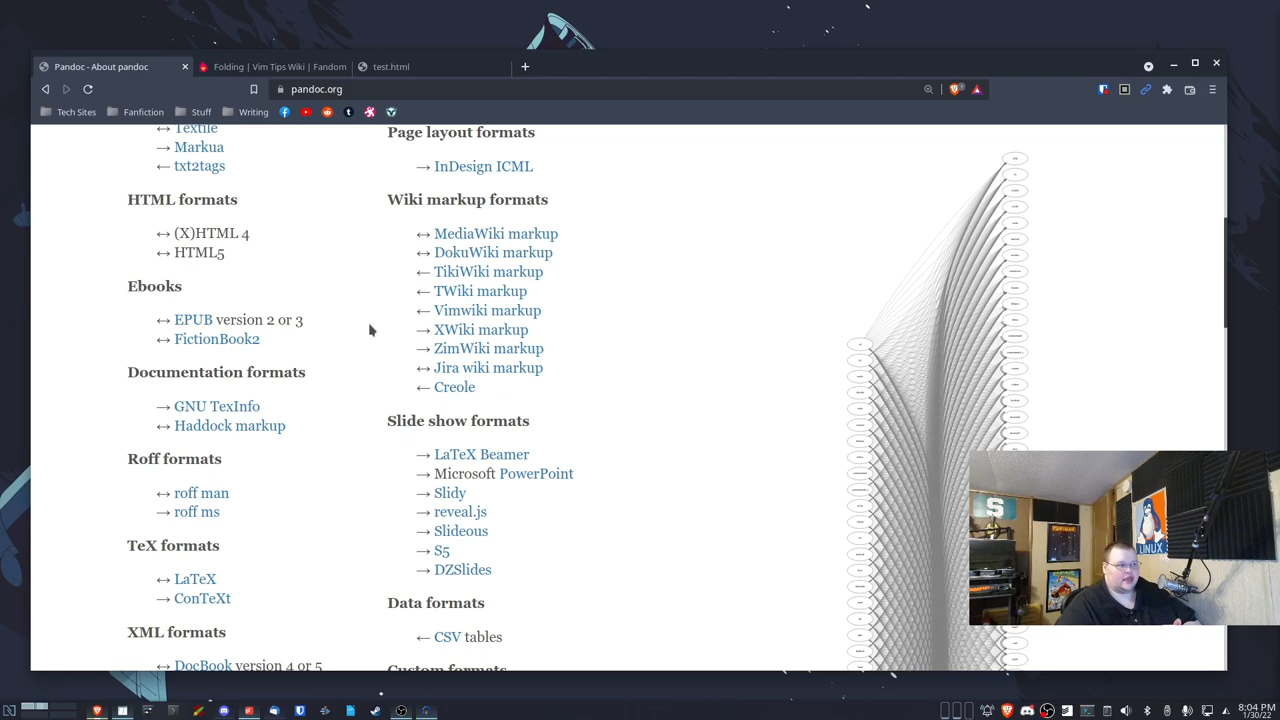 Pandoc - About pandoc
Folding | Vim Tips Wiki | Fandom
test.html
pandoc.org
Tech Sites
Fanfiction
Stuff
Writing
↔ Textile
→ Markua
← txt2tags
HTML formats
↔ (X)HTML 4
↔ HTML5
Ebooks
↔ EPUB version 2 or 3
↔ FictionBook2
Documentation formats
→ GNU TexInfo
↔ Haddock markup
Roff formats
↔ roff man
→ roff ms
TeX formats
↔ LaTeX
→ ConTeXt
XML formats
↔ DocBook version 4 or 5
Page layout formats
→ InDesign ICML
Wiki markup formats
↔ MediaWiki markup
↔ DokuWiki markup
← TikiWiki markup
← TWiki markup
← Vimwiki markup
→ XWiki markup
→ ZimWiki markup
↔ Jira wiki markup
← Creole
Slide show formats
→ LaTeX Beamer
→ Microsoft PowerPoint
→ Slidy
→ reveal.js
→ Slideous
→ S5
→ DZSlides
Data formats
← CSV tables
Custom formats
S
LINUX
8:04 PM
1/30/22